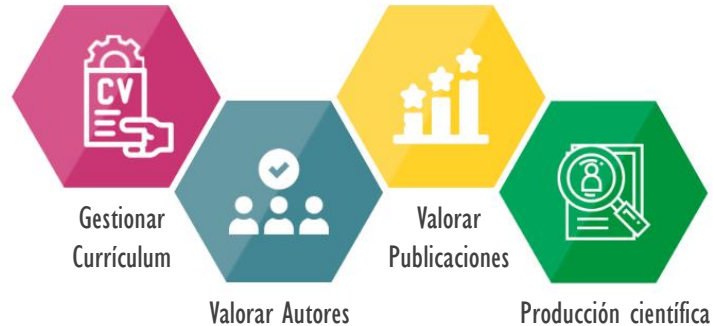 CV
Gestionar
Currículum
Valorar Autores
Valorar
Publicaciones
Producción científica